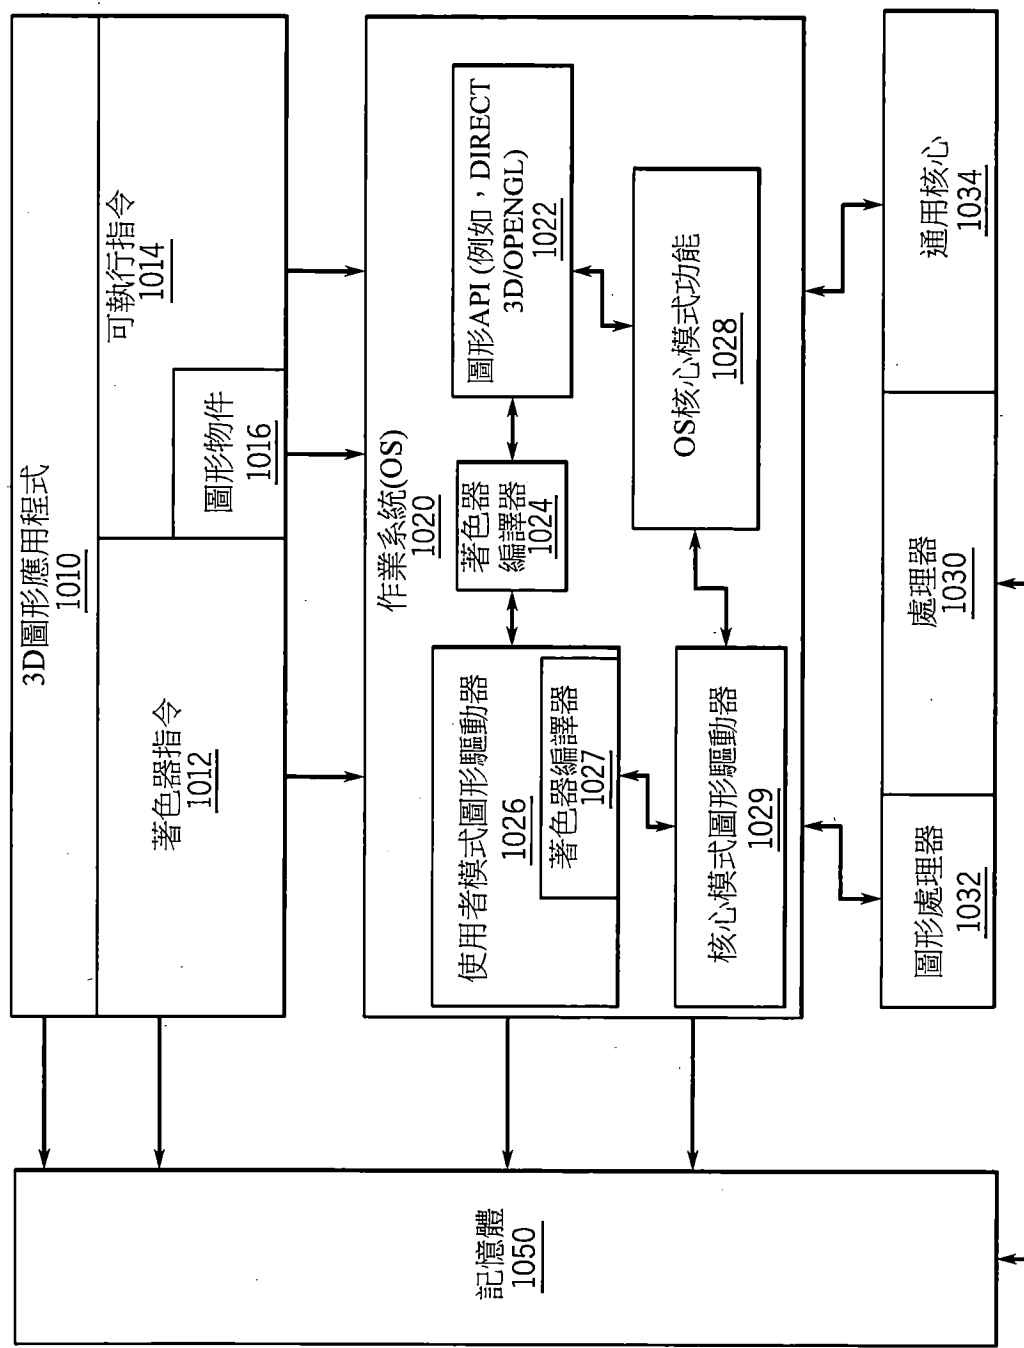 3D圖形應用程式
1010
著色器指令
1012
圖形物件
1016
可執行指令
1014
作業系統(OS)
1020
使用者模式圖形驅動器
1026
著色器編譯器
1027
著色器
編譯器
1024
圖形API (例如，DIRECT
3D/OPENGL)
1022
核心模式圖形驅動器
1029
OS核心模式功能
1028
圖形處理器
1032
處理器
1030
通用核心
1034
記憶體
1050